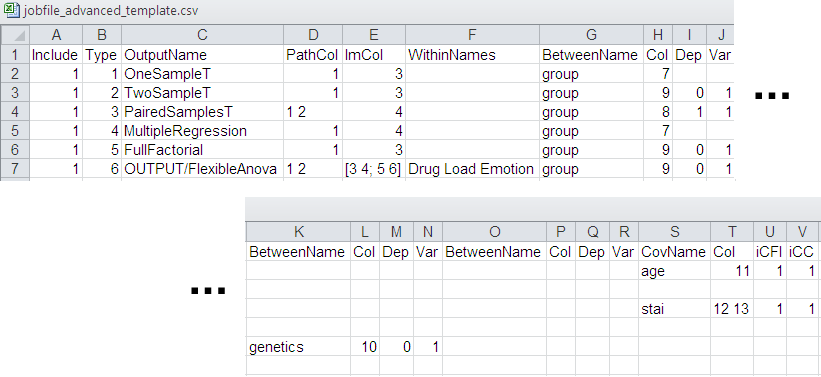 jobfile_advanced_template.csv
A B C D E F G H I J
1 Include Type OutputName PathCol ImCol WithinNames BetweenName Col Dep Var
2 1 1 OneSampleT 1 3 group 7
3 1 2 TwoSampleT 1 3 group 9 0 1
4 1 3 PairedSamplesT 1 2 4 group 8 1 1
5 1 4 MultipleRegression 1 4 group 7
6 1 5 FullFactorial 1 3 group 9 0 1
7 1 6 OUTPUT/FlexibleAnova 1 2 [3 4; 5 6] Drug Load Emotion group 9 0 1
...
...
K L M N O P Q R S T U V
BetweenName Col Dep Var BetweenName Col Dep Var CovName Col iCFI iCC
age 11 1 1
stai 12 13 1 1
genetics 10 0 1